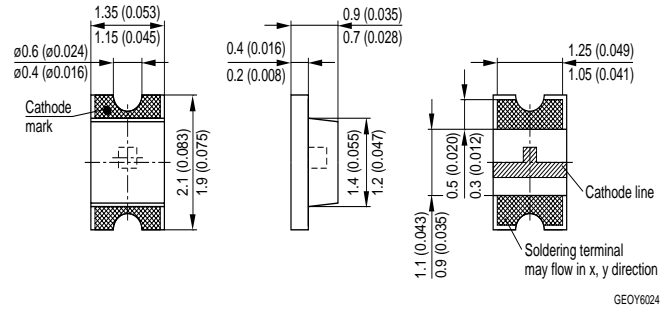 1.35 (0.053)
1.15 (0.045)
ø0.6 (ø0.024)
ø0.4 (ø0.016)
Cathode
mark
2.1 (0.083)
1.9 (0.075)
0.9 (0.035)
0.7 (0.028)
0.4 (0.016)
0.2 (0.008)
1.4 (0.055)
1.2 (0.047)
1.25 (0.049)
1.05 (0.041)
0.5 (0.020)
0.3 (0.012)
1.1 (0.043)
0.9 (0.035)
Cathode line
Soldering terminal
may flow in x, y direction
GEOY6024